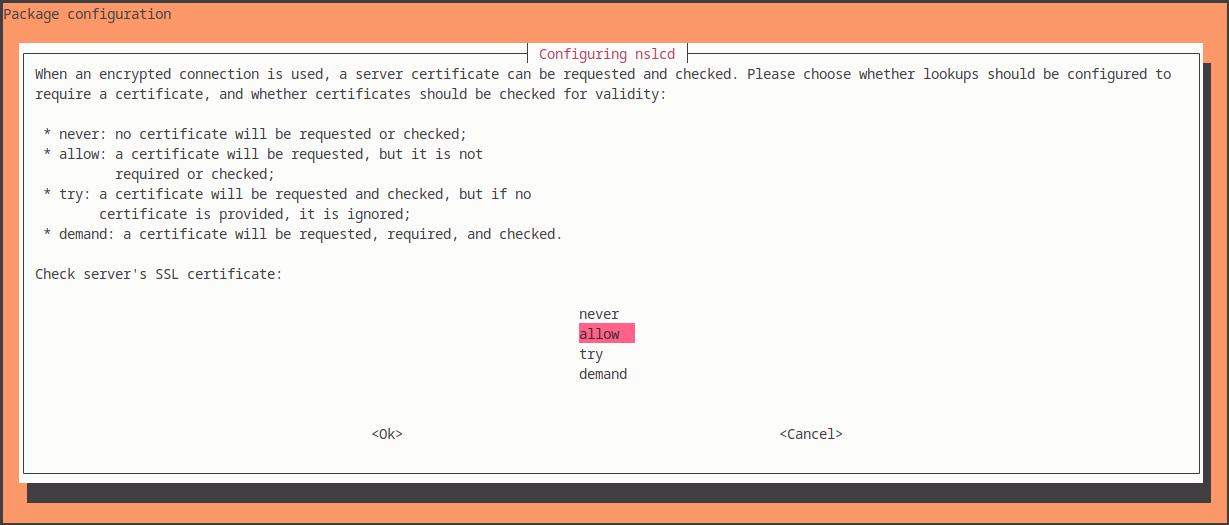 Package configuration
Configuring nslcd
When an encrypted connection is used, a server certificate can be requested and checked. Please choose whether lookups should be configured to
require a certificate, and whether certificates should be checked for validity:
* never: no certificate will be requested or checked;
* allow: a certificate will be requested, but it is not
required or checked;
* try: a certificate will be requested and checked, but if no
certificate is provided, it is ignored;
* demand: a certificate will be requested, required, and checked.
Check server's SSL certificate:
never
allow
try
demand
<Ok> <Cancel>